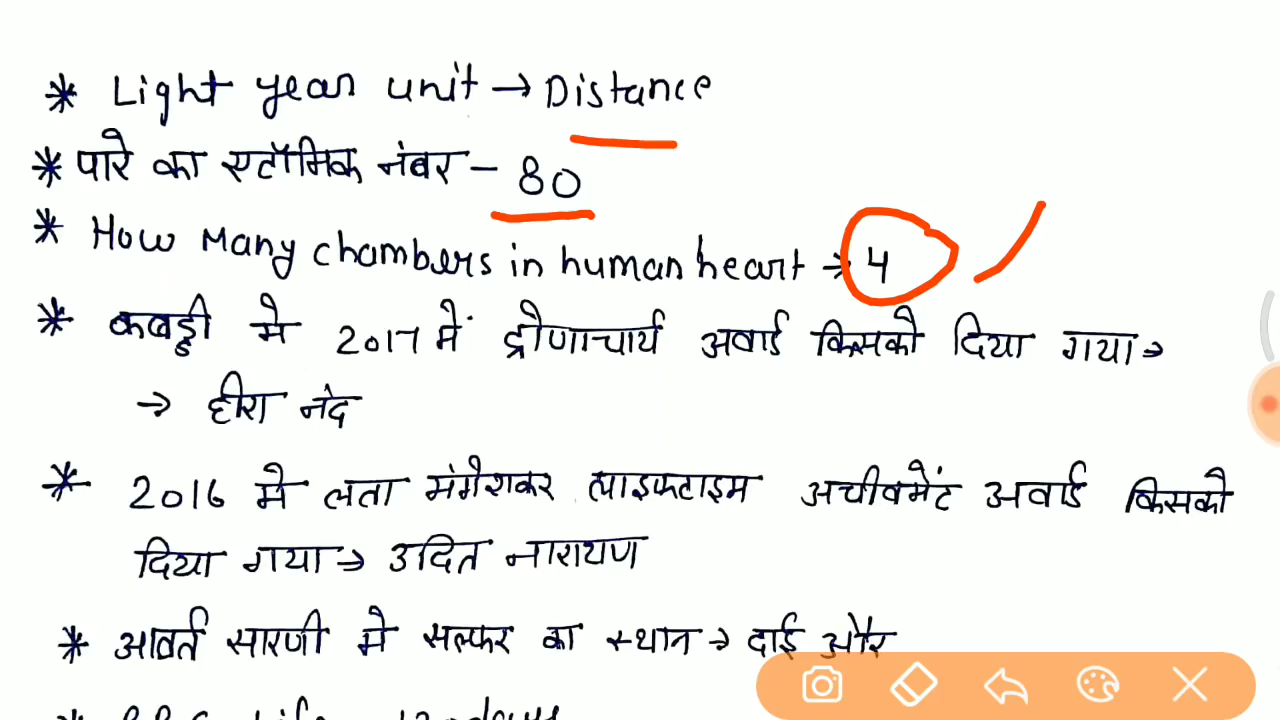 * Light year unit → Distance
* पारे का एटॉमिक नंबर - 80
* How Many chambers in human heart → 4
* कबड्डी मे 2017 में द्रोणाचार्य अवार्ड किसको दिया गया →
→ हीरा नंद
* 2016 मे लता मंगेशकर लाइफटाइम अचीवमेंट अवार्ड किसको
दिया गया → उदित नारायण
* आवर्त सारणी मे सल्फर का स्थान → दाई और